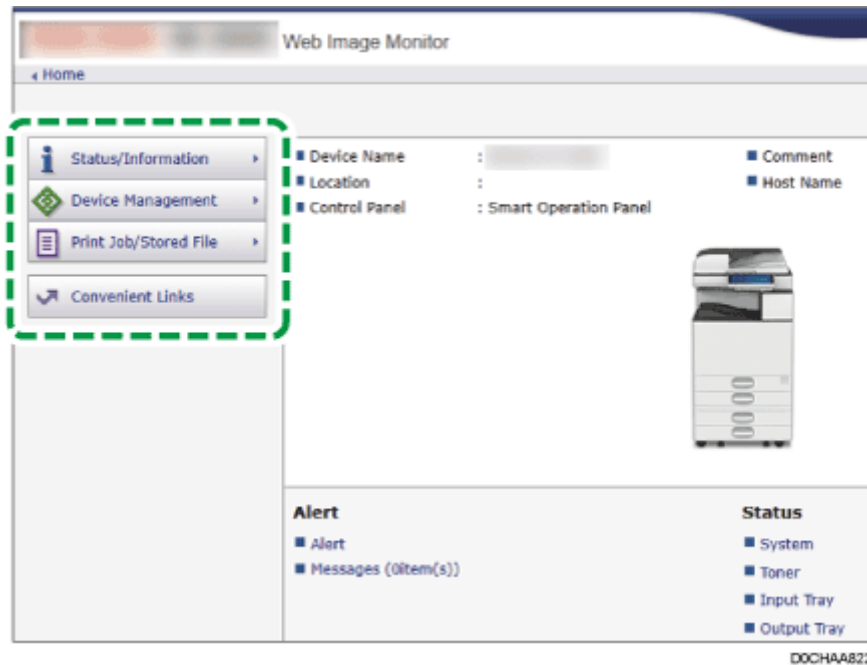 Web Image Monitor
Home
Status/Information
Device Management
Print Job/Stored File
Convenient Links
Device Name :
Location :
Control Panel : Smart Operation Panel
Comment
Host Name
Alert
Alert
Messages (0item(s))
Status
System
Toner
Input Tray
Output Tray